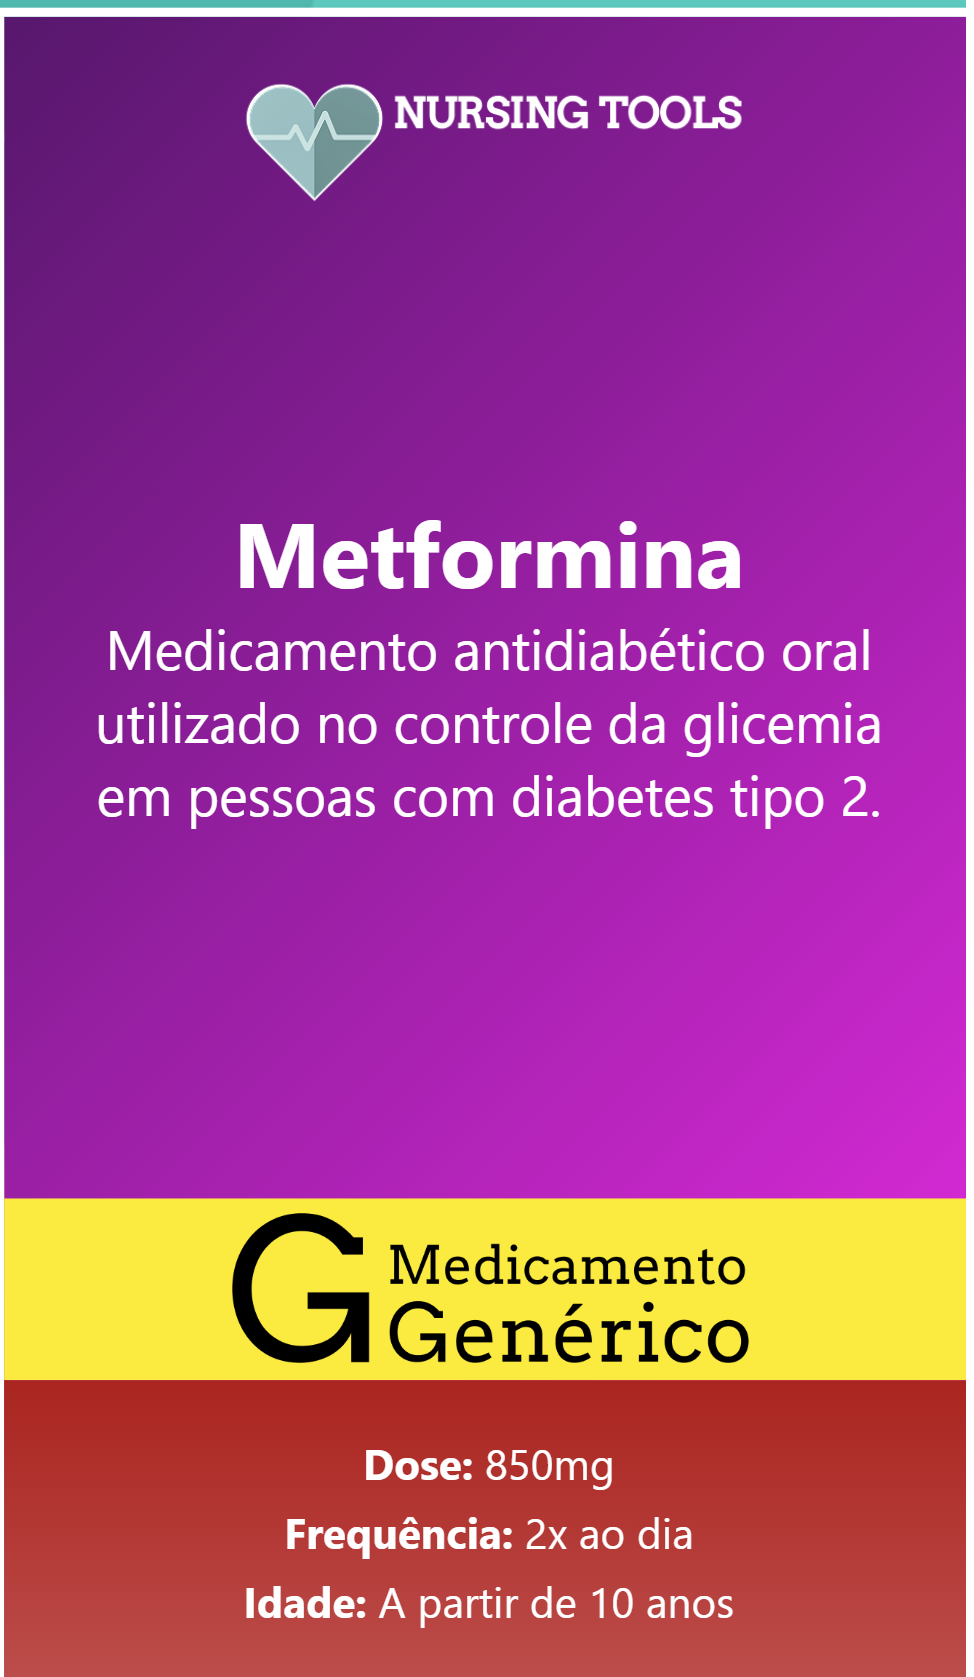 NURSING TOOLS
Metformina
Medicamento antidiabético oral
utilizado no controle da glicemia
em pessoas com diabetes tipo 2.
G Medicamento
Genérico
Dose: 850mg
Frequência: 2x ao dia
Idade: A partir de 10 anos